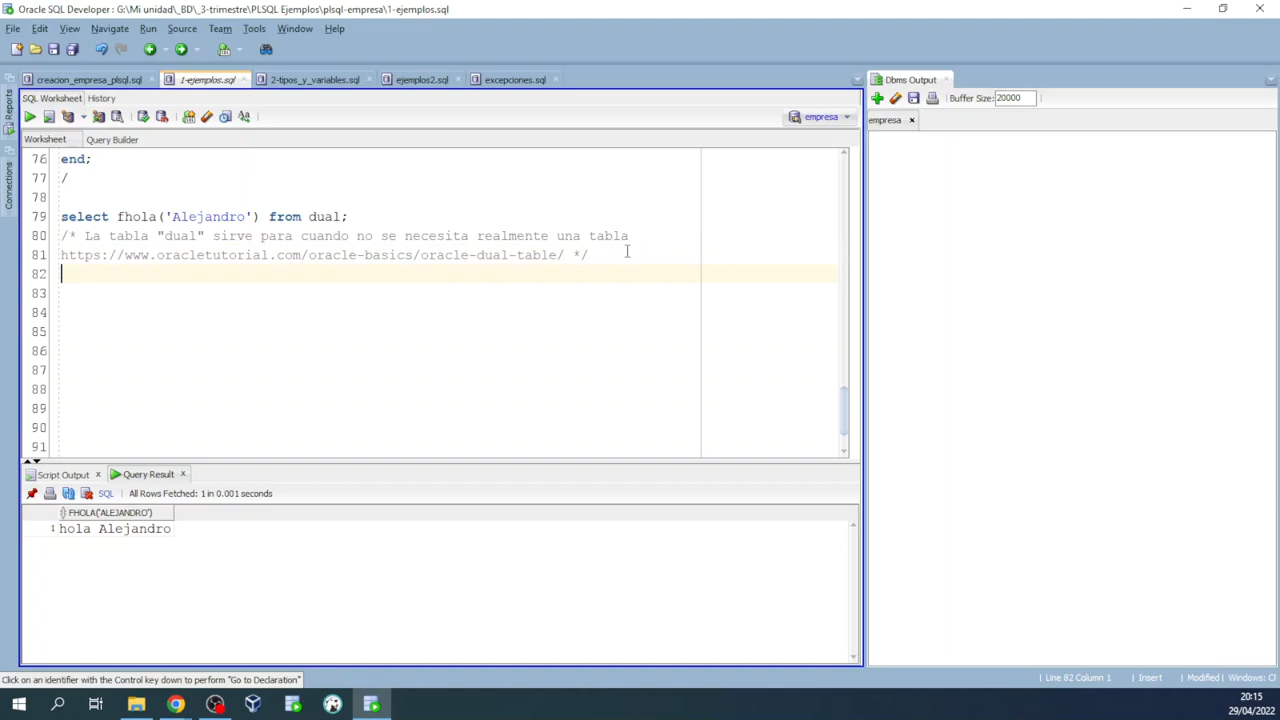 Oracle SQL Developer : G:\Mi unidad\_BD\_3-trimestre\PLSQL Ejemplos\plsql-empresa\1-ejemplos.sql
File Edit View Navigate Run Source Team Tools Window Help
creacion_empresa_plsql.sql 1-ejemplos.sql 2-tipos_y_variables.sql ejemplos2.sql excepciones.sql
Dbms Output
SQL Worksheet History
Buffer Size: 20000
empresa
empresa
Worksheet Query Builder
Reports
Connections
76 end;
77 /
78
79 select fhola('Alejandro') from dual;
80 /* La tabla "dual" sirve para cuando no se necesita realmente una tabla
81 https://www.oracletutorial.com/oracle-basics/oracle-dual-table/ */
82
83
84
85
86
87
88
89
90
91
Script Output Query Result
SQL All Rows Fetched: 1 in 0.001 seconds
FHOLA('ALEJANDRO')
1 hola Alejandro
Click on an identifier with the Control key down to perform "Go to Declaration"
Line 82 Column 1 Insert Modified Windows: Cf
20:15
29/04/2022